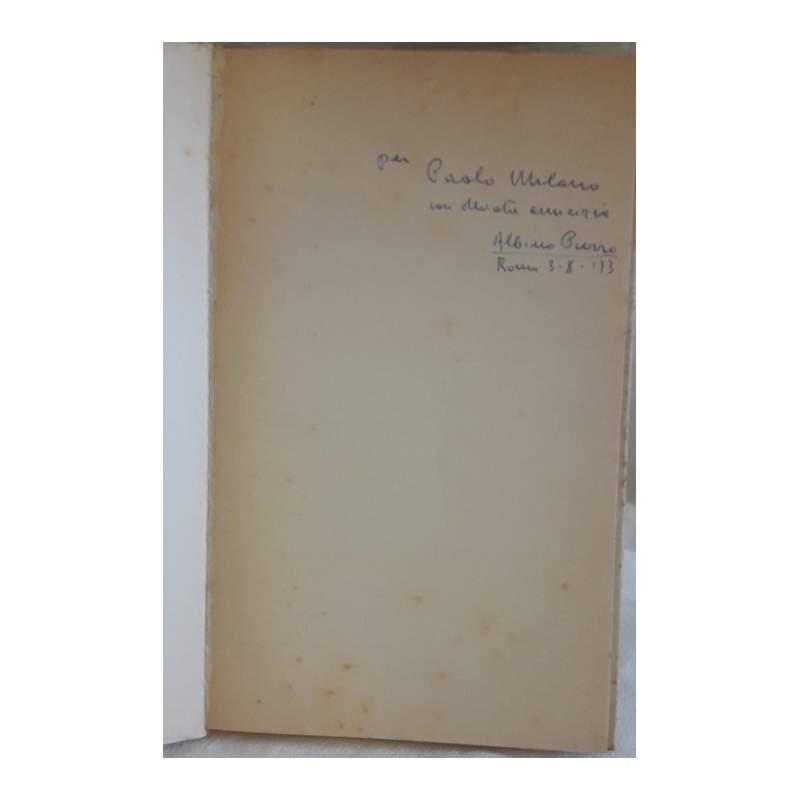 per Paolo Milano
con devota amicizia
Albino Pierro
Roma 3-8-'73